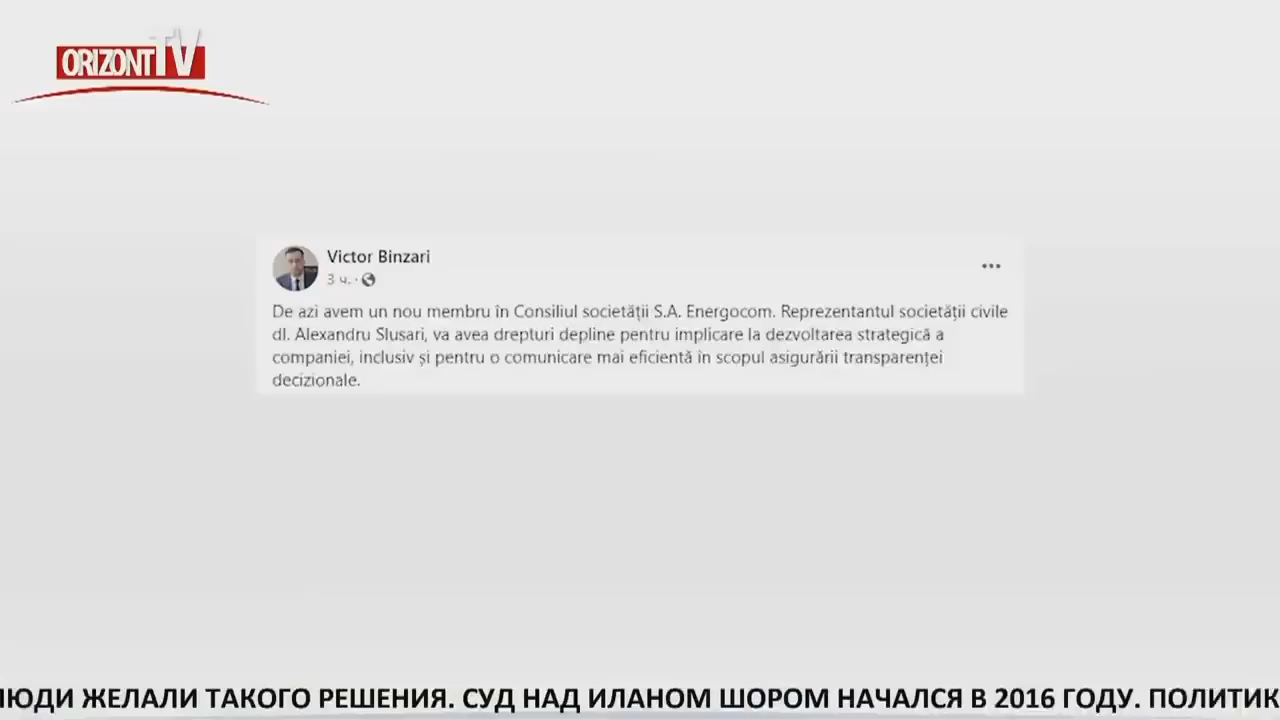 ORIZONT TV
Victor Binzari
3 ч. ·
De azi avem un nou membru în Consiliul societății S.A. Energocom. Reprezentantul societății civile
dl. Alexandru Slusari, va avea drepturi depline pentru implicare la dezvoltarea strategică a
companiei, inclusiv și pentru o comunicare mai eficientă în scopul asigurării transparenței
decizionale.
ЛЮДИ ЖЕЛАЛИ ТАКОГО РЕШЕНИЯ. СУД НАД ИЛАНОМ ШОРОМ НАЧАЛСЯ В 2016 ГОДУ. ПОЛИТИК